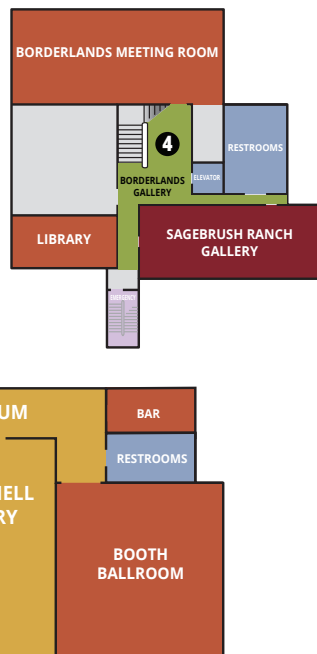 BORDERLANDS MEETING ROOM
4
RESTROOMS
ELEVATOR
BORDERLANDS
GALLERY
LIBRARY
SAGEBRUSH RANCH
GALLERY
EMERGENCY
UM
BAR
RESTROOMS
ELL
RY
BOOTH
BALLROOM